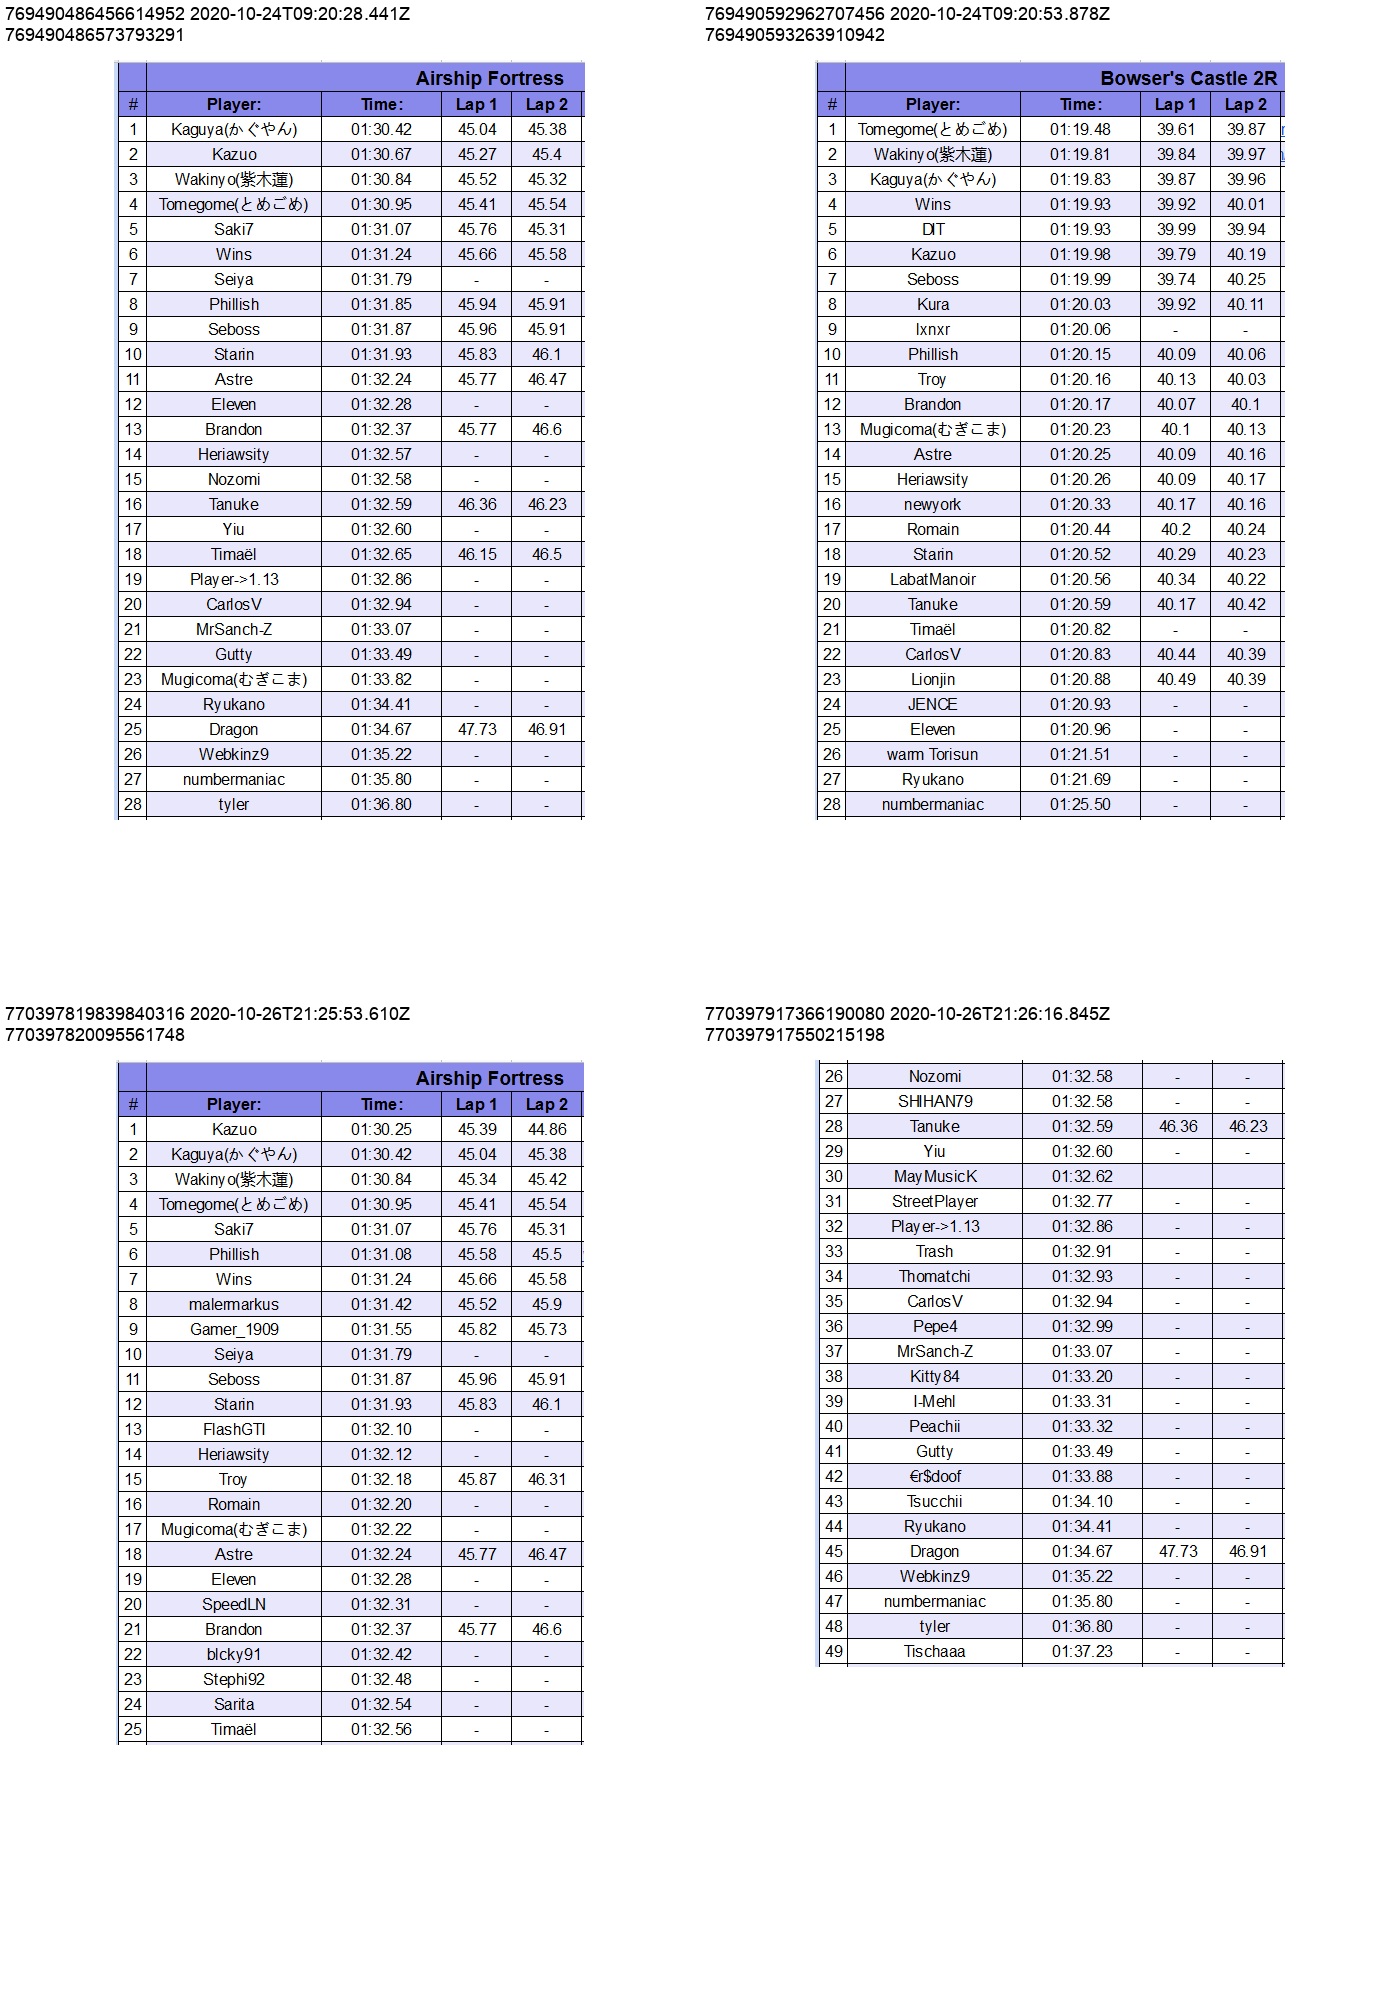 769490486456614952 2020-10-24T09:20:28.441Z
769490486573793291
Airship Fortress
# Player: Time: Lap 1 Lap 2
1 Kaguya(かぐやん) 01:30.42 45.04 45.38
2 Kazuo 01:30.67 45.27 45.4
3 Wakinyo(紫木蓮) 01:30.84 45.52 45.32
4 Tomegome(とめごめ) 01:30.95 45.41 45.54
5 Saki7 01:31.07 45.76 45.31
6 Wins 01:31.24 45.66 45.58
7 Seiya 01:31.79 - -
8 Phillish 01:31.85 45.94 45.91
9 Seboss 01:31.87 45.96 45.91
10 Starin 01:31.93 45.83 46.1
11 Astre 01:32.24 45.77 46.47
12 Eleven 01:32.28 - -
13 Brandon 01:32.37 45.77 46.6
14 Heriawsity 01:32.57 - -
15 Nozomi 01:32.58 - -
16 Tanuke 01:32.59 46.36 46.23
17 Yiu 01:32.60 - -
18 Timaël 01:32.65 46.15 46.5
19 Player->1.13 01:32.86 - -
20 CarlosV 01:32.94 - -
21 MrSanch-Z 01:33.07 - -
22 Gutty 01:33.49 - -
23 Mugicoma(むぎこま) 01:33.82 - -
24 Ryukano 01:34.41 - -
25 Dragon 01:34.67 47.73 46.91
26 Webkinz9 01:35.22 - -
27 numbermaniac 01:35.80 - -
28 tyler 01:36.80 - -
769490592962707456 2020-10-24T09:20:53.878Z
769490593263910942
Bowser's Castle 2R
# Player: Time: Lap 1 Lap 2
1 Tomegome(とめごめ) 01:19.48 39.61 39.87
2 Wakinyo(紫木蓮) 01:19.81 39.84 39.97
3 Kaguya(かぐやん) 01:19.83 39.87 39.96
4 Wins 01:19.93 39.92 40.01
5 DIT 01:19.93 39.99 39.94
6 Kazuo 01:19.98 39.79 40.19
7 Seboss 01:19.99 39.74 40.25
8 Kura 01:20.03 39.92 40.11
9 lxnxr 01:20.06 - -
10 Phillish 01:20.15 40.09 40.06
11 Troy 01:20.16 40.13 40.03
12 Brandon 01:20.17 40.07 40.1
13 Mugicoma(むぎこま) 01:20.23 40.1 40.13
14 Astre 01:20.25 40.09 40.16
15 Heriawsity 01:20.26 40.09 40.17
16 newyork 01:20.33 40.17 40.16
17 Romain 01:20.44 40.2 40.24
18 Starin 01:20.52 40.29 40.23
19 LabatManoir 01:20.56 40.34 40.22
20 Tanuke 01:20.59 40.17 40.42
21 Timaël 01:20.82 - -
22 CarlosV 01:20.83 40.44 40.39
23 Lionjin 01:20.88 40.49 40.39
24 JENCE 01:20.93 - -
25 Eleven 01:20.96 - -
26 warm Torisun 01:21.51 - -
27 Ryukano 01:21.69 - -
28 numbermaniac 01:25.50 - -
770397819839840316 2020-10-26T21:25:53.610Z
770397820095561748
Airship Fortress
# Player: Time: Lap 1 Lap 2
1 Kazuo 01:30.25 45.39 44.86
2 Kaguya(かぐやん) 01:30.42 45.04 45.38
3 Wakinyo(紫木蓮) 01:30.84 45.34 45.42
4 Tomegome(とめごめ) 01:30.95 45.41 45.54
5 Saki7 01:31.07 45.76 45.31
6 Phillish 01:31.08 45.58 45.5
7 Wins 01:31.24 45.66 45.58
8 malermarkus 01:31.42 45.52 45.9
9 Gamer_1909 01:31.55 45.82 45.73
10 Seiya 01:31.79 - -
11 Seboss 01:31.87 45.96 45.91
12 Starin 01:31.93 45.83 46.1
13 FlashGTI 01:32.10 - -
14 Heriawsity 01:32.12 - -
15 Troy 01:32.18 45.87 46.31
16 Romain 01:32.20 - -
17 Mugicoma(むぎこま) 01:32.22 - -
18 Astre 01:32.24 45.77 46.47
19 Eleven 01:32.28 - -
20 SpeedLN 01:32.31 - -
21 Brandon 01:32.37 45.77 46.6
22 blcky91 01:32.42 - -
23 Stephi92 01:32.48 - -
24 Sarita 01:32.54 - -
25 Timaël 01:32.56 - -
770397917366190080 2020-10-26T21:26:16.845Z
770397917550215198
26 Nozomi 01:32.58 - -
27 SHIHAN79 01:32.58 - -
28 Tanuke 01:32.59 46.36 46.23
29 Yiu 01:32.60 - -
30 MayMusicK 01:32.62
31 StreetPlayer 01:32.77 - -
32 Player->1.13 01:32.86 - -
33 Trash 01:32.91 - -
34 Thomatchi 01:32.93 - -
35 CarlosV 01:32.94 - -
36 Pepe4 01:32.99 - -
37 MrSanch-Z 01:33.07 - -
38 Kitty84 01:33.20 - -
39 I-Mehl 01:33.31 - -
40 Peachii 01:33.32 - -
41 Gutty 01:33.49 - -
42 €r$doof 01:33.88 - -
43 Tsucchii 01:34.10 - -
44 Ryukano 01:34.41 - -
45 Dragon 01:34.67 47.73 46.91
46 Webkinz9 01:35.22 - -
47 numbermaniac 01:35.80 - -
48 tyler 01:36.80 - -
49 Tischaaa 01:37.23 - -